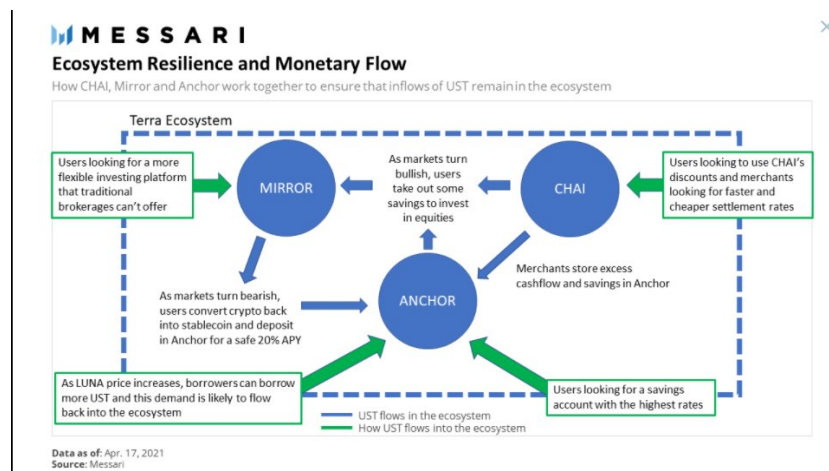 MESSARI
Ecosystem Resilience and Monetary Flow
How CHAI, Mirror and Anchor work together to ensure that inflows of UST remain in the ecosystem
Terra Ecosystem
Users looking for a more
flexible investing platform
that traditional
brokerages can't offer
MIRROR
As markets turn
bullish, users
take out some
savings to invest
in equities
CHAI
Users looking to use CHAI's
discounts and merchants
looking for faster and
cheaper settlement rates
As markets turn bearish,
users convert crypto back
into stablecoin and deposit
in Anchor for a safe 20% APY
ANCHOR
Merchants store excess
cashflow and savings in Anchor
As LUNA price increases, borrowers can borrow
more UST and this demand is likely to flow
back into the ecosystem
Users looking for a savings
account with the highest rates
UST flows in the ecosystem
How UST flows into the ecosystem
Data as of: Apr. 17, 2021
Source: Messari